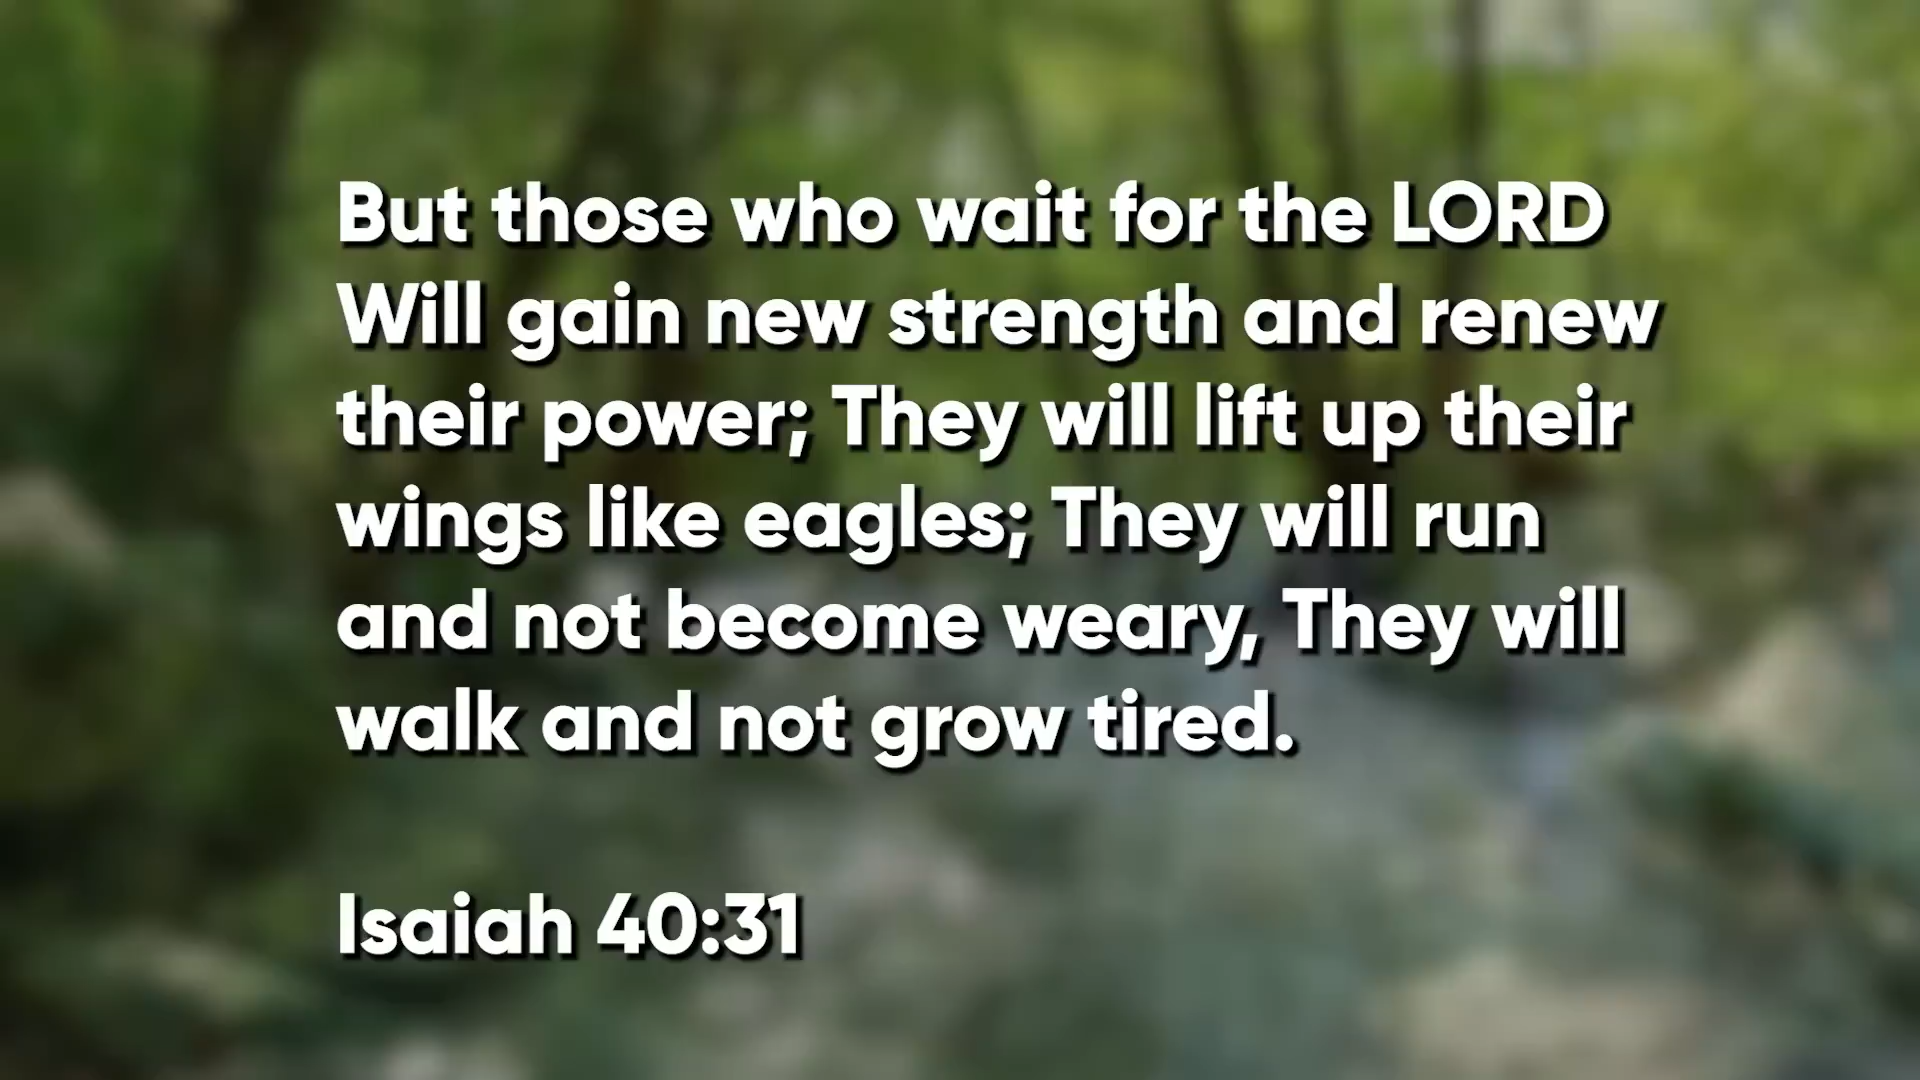 But those who wait for the LORD
Will gain new strength and renew
their power; They will lift up their
wings like eagles; They will run
and not become weary, They will
walk and not grow tired.
Isaiah 40:31